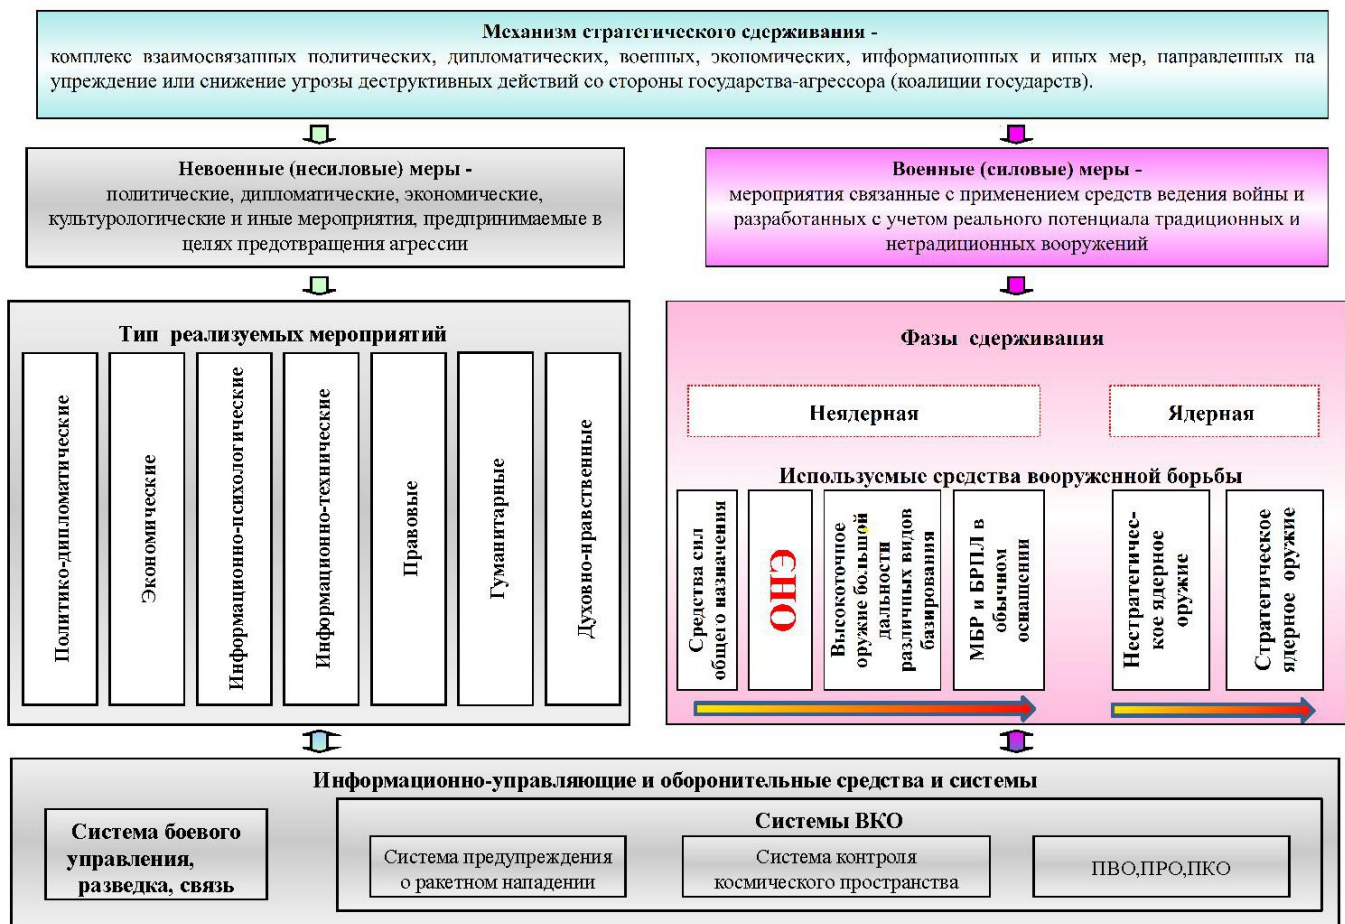 Механизм стратегического сдерживания -
комплекс взаимосвязанных политических, дипломатических, военных, экономических, информационных и иных мер, направленных на
упреждение или снижение угрозы деструктивных действий со стороны государства-агрессора (коалиции государств).
Невоенные (несиловые) меры -
политические, дипломатические, экономические,
культурологические и иные мероприятия, предпринимаемые в
целях предотвращения агрессии
Военные (силовые) меры -
мероприятия связанные с применением средств ведения войны и
разработанных с учетом реального потенциала традиционных и
нетрадиционных вооружений
Тип реализуемых мероприятий
Политико-дипломатические
Экономические
Информационно-психологические
Информационно-технические
Правовые
Гуманитарные
Духовно-нравственные
Фазы сдерживания
Неядерная
Ядерная
Используемые средства вооруженной борьбы
Средства сил
общего назначения
Высокоточное
оружие большой
дальности
различных видов
базирования
МБР и БРПЛ в
обычном
оснащении
Нестратегичес-
кое ядерное
оружие
Стратегическое
ядерное оружие
Информационно-управляющие и оборонительные средства и системы
Система боевого
управления,
разведка, связь
Системы ВКО
Система предупреждения
о ракетном нападении
Система контроля
космического пространства
ПВО,ПРО,ПКО